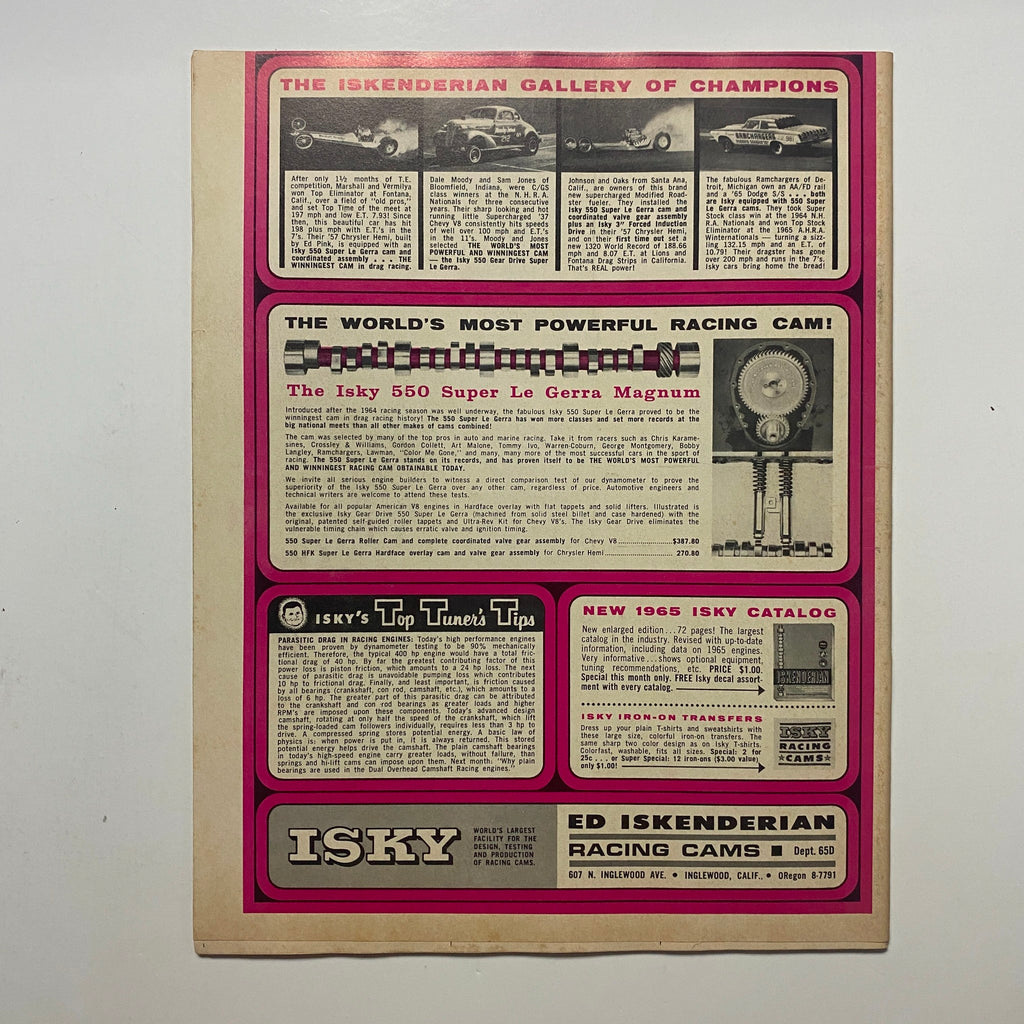 THE ISKENDERIAN GALLERY OF CHAMPIONS
RAMCHARGERS
After only 1½ months of T.E.
competition, Marshall and Vermilya
won Top Eliminator at Fontana,
Calif., over a field of "old pros,"
and set Top Time of the meet at
197 mph and low E.T. 7.93! Since
then, this beautiful car has hit
198 plus mph with E.T.'s in the
7's. Their '57 Chrysler Hemi, built
by Ed Pink, is equipped with an
Isky 550 Super Le Gerra cam and
coordinated assembly . . . . THE
WINNINGEST CAM in drag racing.
Dale Moody and Sam Jones of
Bloomfield, Indiana, were C/GS
class winners at the N. H. R. A.
Nationals for three consecutive
years. Their sharp looking and hot
running little Supercharged '37
Chevy V8 consistently hits speeds
of well over 100 mph and E.T.'s
in the 11's. Moody and Jones
selected THE WORLD'S MOST
POWERFUL AND WINNINGEST CAM
— the Isky 550 Gear Drive Super
Le Gerra.
Johnson and Oaks from Santa Ana,
Calif., are owners of this brand
new supercharged Modified Road-
ster fueler. They installed the
Isky 550 Super Le Gerra cam and
coordinated valve gear assembly
plus an Isky 3" Forced Induction
Drive in their '57 Chrysler Hemi,
and on their first time out set a
new 1320 World Record of 188.66
mph and 8.07 E.T. at Lions and
Fontana Drag Strips in California.
That's REAL power!
The fabulous Ramchargers of De-
troit, Michigan own an AA/FD rail
and a '65 Dodge S/S . . . both
are Isky equipped with 550 Super
Le Gerra cams. They took Super
Stock class win at the 1964 N.H.
R.A. Nationals and won Top Stock
Eliminator at the 1965 A.H.R.A.
Winternationals — turning a sizz-
ling 132.15 mph and an E.T. of
10.79! Their dragster has gone
over 200 mph and runs in the 7's.
Isky cars bring home the bread!
THE WORLD'S MOST POWERFUL RACING CAM!
The Isky 550 Super Le Gerra Magnum
Introduced after the 1964 racing season was well underway, the fabulous Isky 550 Super Le Gerra proved to be the
winningest cam in drag racing history! The 550 Super Le Gerra has won more classes and set more records at the
big national meets than all other makes of cams combined!
The cam was selected by many of the top pros in auto and marine racing. Take it from racers such as Chris Karame-
sines, Crossley & Williams, Gordon Collett, Art Malone, Tommy Ivo, Warren-Coburn, George Montgomery, Bobby
Langley, Ramchargers, Lawman, "Color Me Gone," and many, many more of the most successful cars in the sport of
racing. The 550 Super Le Gerra stands on its records, and has proven itself to be THE WORLD'S MOST POWERFUL
AND WINNINGEST RACING CAM OBTAINABLE TODAY.
We invite all serious engine builders to witness a direct comparison test of our dynamometer to prove the
superiority of the Isky 550 Super Le Gerra over any other cam, regardless of price. Automotive engineers and
technical writers are welcome to attend these tests.
Available for all popular American V8 engines in Hardface overlay with flat tappets and solid lifters. Illustrated is
the exclusive Isky Gear Drive 550 Super Le Gerra (machined from solid steel billet and case hardened) with the
original, patented self-guided roller tappets and Ultra-Rev Kit for Chevy V8's. The Isky Gear Drive eliminates the
vulnerable timing chain which causes erratic valve and ignition timing.
550 Super Le Gerra Roller Cam and complete coordinated valve gear assembly for Chevy V8..................$387.80
550 HFK Super Le Gerra Hardface overlay cam and valve gear assembly for Chrysler Hemi...................... 270.80
ISKY'S Top Tuner's Tips
PARASITIC DRAG IN RACING ENGINES: Today's high performance engines
have been proven by dynamometer testing to be 90% mechanically
efficient. Therefore, the typical 400 hp engine would have a total fric-
tional drag of 40 hp. By far the greatest contributing factor of this
power loss is piston friction, which amounts to a 24 hp loss. The next
cause of parasitic drag is unavoidable pumping loss which contributes
10 hp to frictional drag. Finally, and least important, is friction caused
by all bearings (crankshaft, con rod, camshaft, etc.), which amounts to a
loss of 6 hp. The greater part of this parasitic drag can be attributed
to the crankshaft and con rod bearings as greater loads and higher
RPM's are imposed upon these components. Today's advanced design
camshaft, rotating at only half the speed of the crankshaft, which lift
the spring-loaded cam followers individually, requires less than 3 hp to
drive. A compressed spring stores potential energy. A basic law of
physics is: when power is put in, it is always returned. This stored
potential energy helps drive the camshaft. The plain camshaft bearings
in today's high-speed engine carry greater loads, without failure, than
springs and hi-lift cams can impose upon them. Next month: "Why plain
bearings are used in the Dual Overhead Camshaft Racing engines."
NEW 1965 ISKY CATALOG
New enlarged edition . . . 72 pages! The largest
catalog in the industry. Revised with up-to-date
information, including data on 1965 engines.
Very informative . . . shows optional equipment,
tuning recommendations, etc. PRICE $1.00.
Special this month only. FREE Isky decal assort-
ment with every catalog.
ISKENDERIAN
ISKY IRON-ON TRANSFERS
Dress up your plain T-shirts and sweatshirts with
these large size, colorful iron-on transfers. The
same sharp two color design as on Isky T-shirts.
Colorfast, washable, fits all sizes. Special: 2 for
25c . . . or Super Special: 12 iron-ons ($3.00 value)
only $1.00!
ISKY
RACING
★CAMS★
ISKY
WORLD'S LARGEST
FACILITY FOR THE
DESIGN, TESTING
AND PRODUCTION
OF RACING CAMS.
ED ISKENDERIAN
RACING CAMS ■ Dept. 65D
607 N. INGLEWOOD AVE. • INGLEWOOD, CALIF.. • ORegon 8-7791